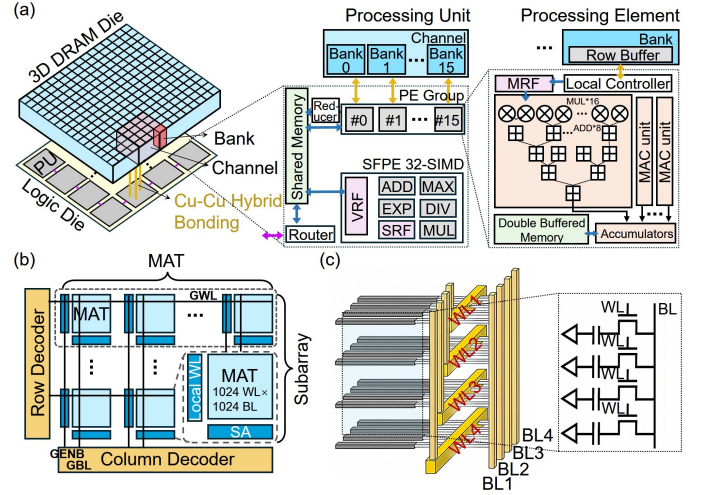 (a)
3D DRAM Die
PU
Logic Die
Bank
Channel
Cu-Cu Hybrid
Bonding
Processing Unit
Channel
Bank
0
Bank
1
...
Bank
15
Shared Memory
Red-
ucer
PE Group
#0
#1
...
#15
SFPE 32-SIMD
VRF
ADD
MAX
EXP
DIV
SRF
MUL
Router
Processing Element
...
Bank
Row Buffer
MRF
Local Controller
MUL*16
...
...ADD*8
MAC unit
MAC unit
...
Double Buffered
Memory
Accumulators
(b)
MAT
GWL
MAT
...
Row Decoder
Subarray
Local WL
MAT
1024 WL×
1024 BL
SA
GENB
GBL
Column Decoder
(c)
WL1
WL2
WL3
WL4
BL4
BL3
BL2
BL1
WL
BL
WL
WL
WL